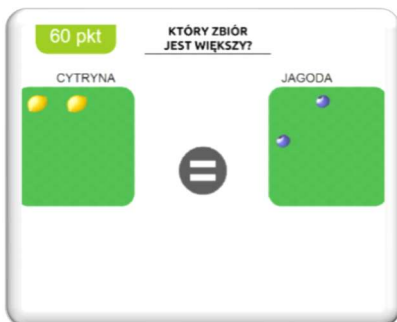 60 pkt
KTÓRY ZBIÓR
JEST WIĘKSZY?
CYTRYNA
JAGODA